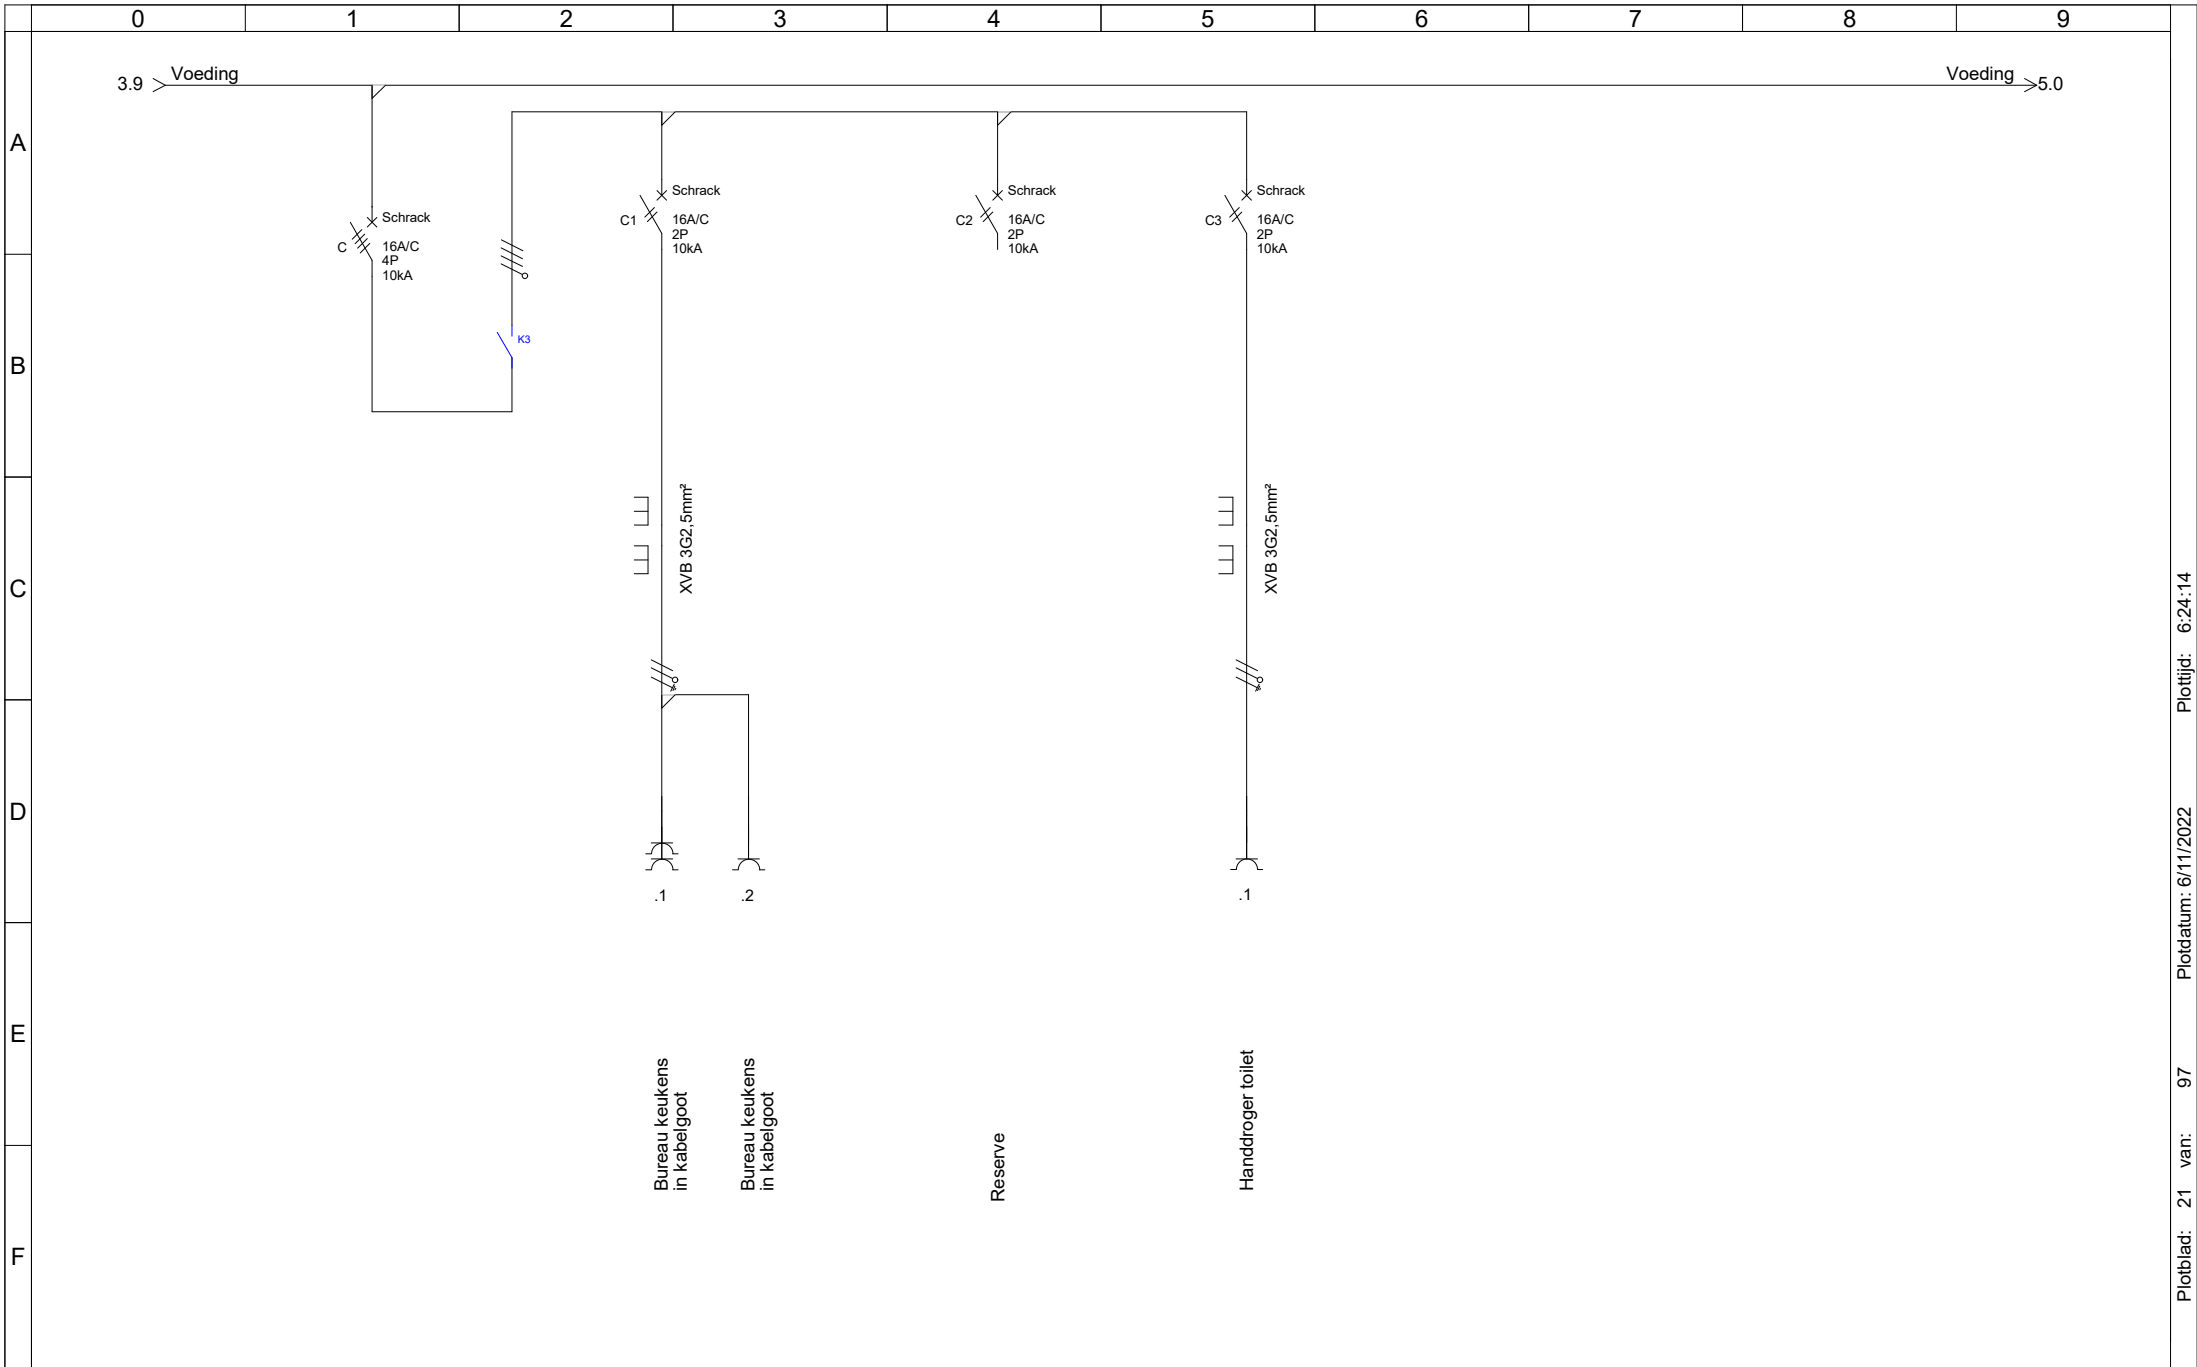 0 1 2 3 4 5 6 7 8 9
3.9 Voeding
Voeding 5.0
A
B
C
D
E
F
C
Schrack
16A/C
4P
10kA
K3
C1
Schrack
16A/C
2P
10kA
C2
Schrack
16A/C
2P
10kA
C3
Schrack
16A/C
2P
10kA
XVB 3G2,5mm²
XVB 3G2,5mm²
.1
.2
.1
Bureau keukens
in kabelgoot
Bureau keukens
in kabelgoot
Reserve
Handdroger toilet
Plotblad: 21 van: 97 Plotdatum: 6/11/2022 Plottijd: 6:24:14